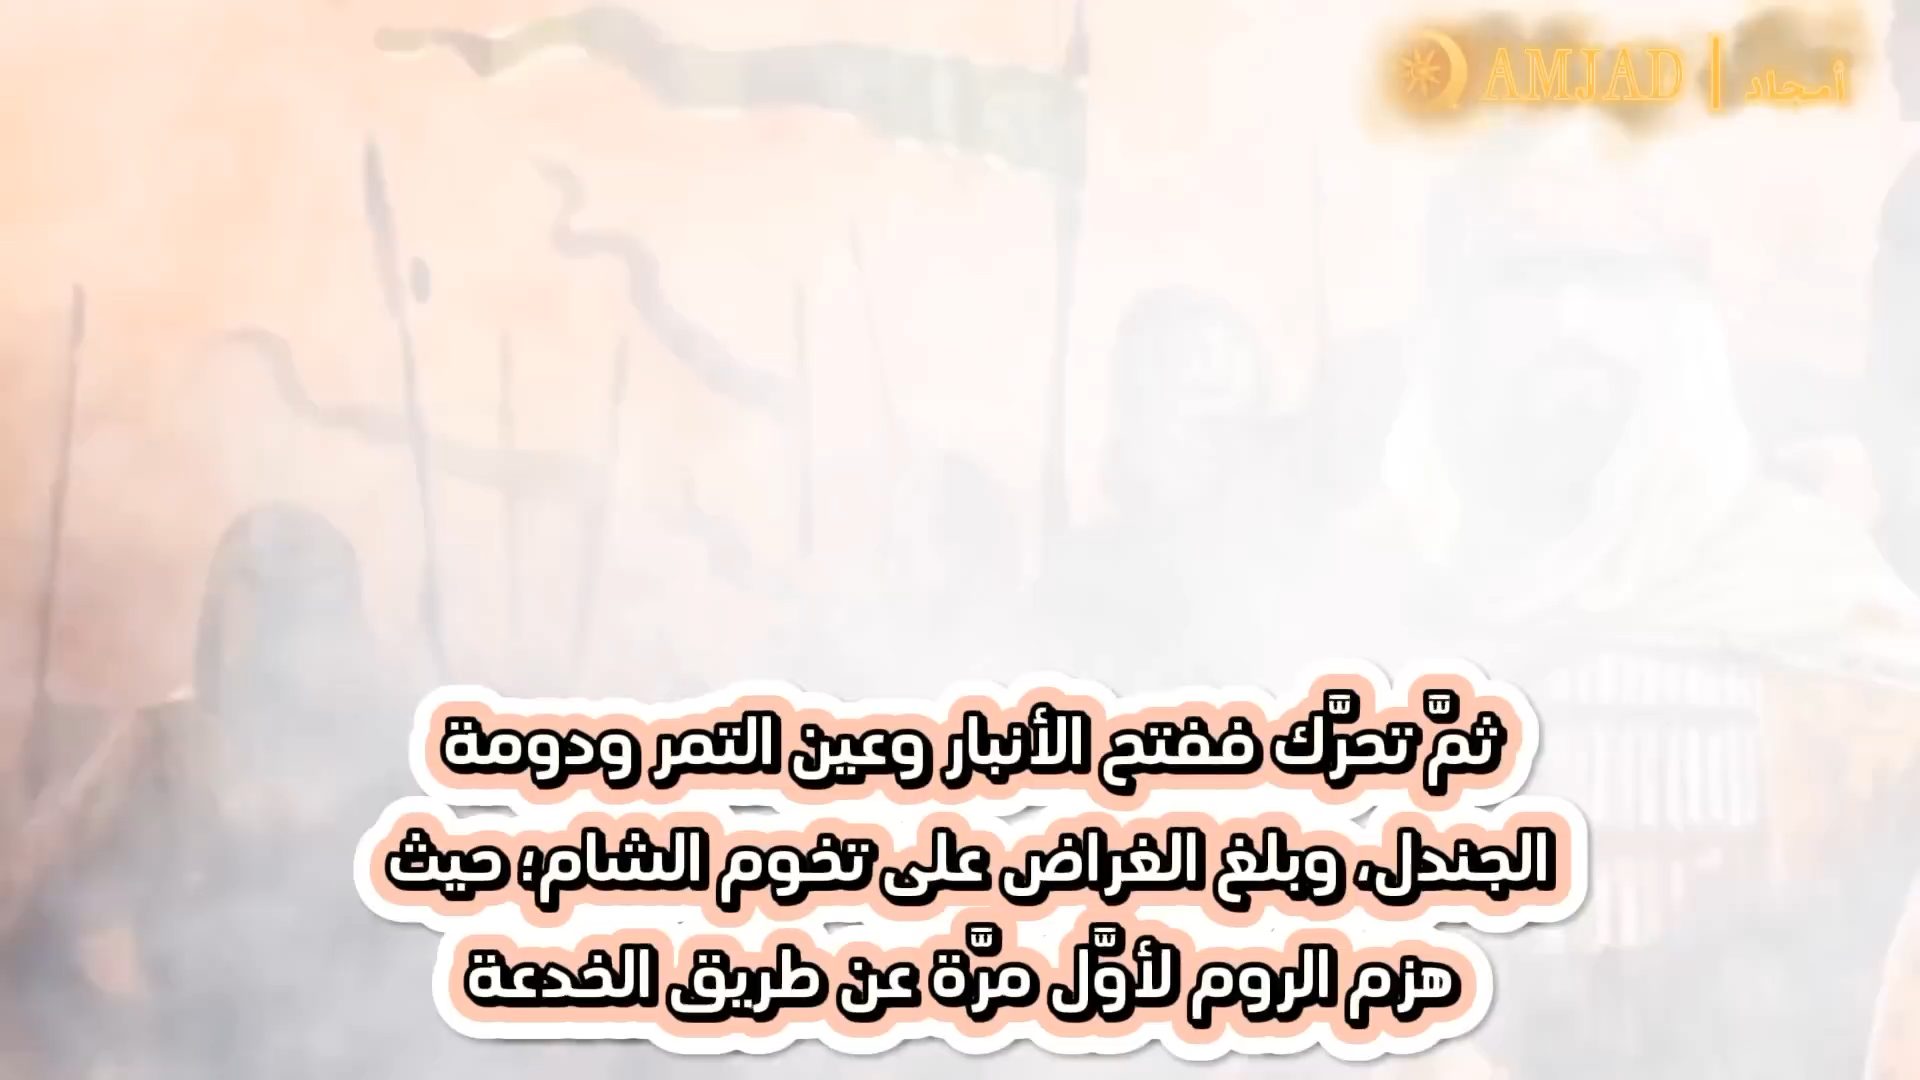 AMJAD | أمجاد
ثمَّ تحرَّك ففتح الأنبار وعين التمر ودومة
الجندل، وبلغ الغراض على تخوم الشام؛ حيث
هزم الروم لأوَّل مرَّة عن طريق الخدعة